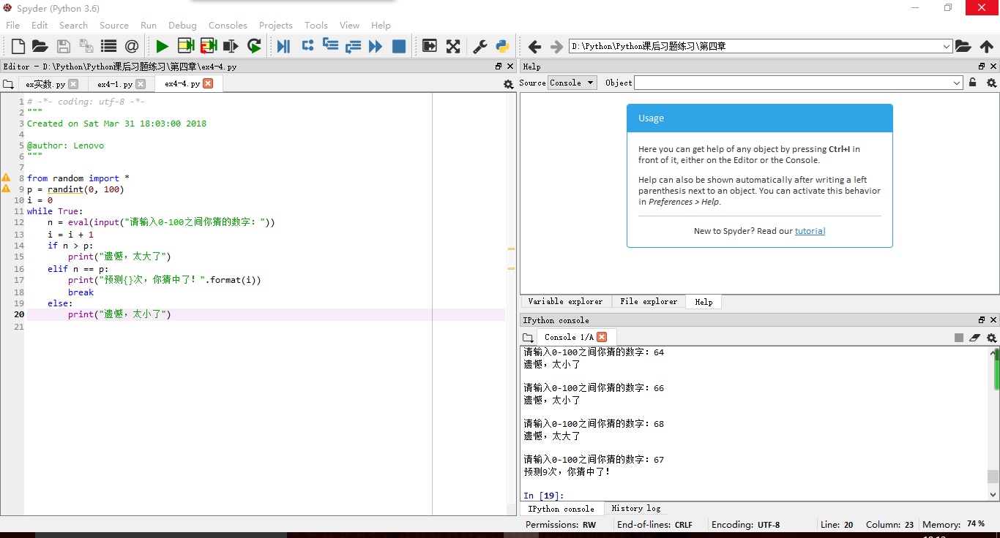 Spyder (Python 3.6)
File Edit Search Source Run Debug Consoles Projects Tools View Help
D:\Python\Python课后习题练习\第四章
Editor - D:\Python\Python课后习题练习\第四章\ex4-4.py
ex实数.py ex4-1.py ex4-4.py
1 # -*- coding: utf-8 -*-
2 """
3 Created on Sat Mar 31 18:03:00 2018
4
5 @author: Lenovo
6 """
7
8 from random import *
9 p = randint(0, 100)
10 i = 0
11 while True:
12 n = eval(input("请输入0-100之间你猜的数字："))
13 i = i + 1
14 if n > p:
15 print("遗憾，太大了")
16 elif n == p:
17 print("预测{}次，你猜中了！".format(i))
18 break
19 else:
20 print("遗憾，太小了")
21
Help
Source Console Object
Usage
Here you can get help of any object by pressing Ctrl+I in
front of it, either on the Editor or the Console.
Help can also be shown automatically after writing a left
parenthesis next to an object. You can activate this behavior
in Preferences > Help.
New to Spyder? Read our tutorial
Variable explorer File explorer Help
IPython console
Console 1/A
请输入0-100之间你猜的数字：64
遗憾，太小了
请输入0-100之间你猜的数字：66
遗憾，太小了
请输入0-100之间你猜的数字：68
遗憾，太大了
请输入0-100之间你猜的数字：67
预测9次，你猜中了！
In [19]:
IPython console History log
Permissions: RW End-of-lines: CRLF Encoding: UTF-8 Line: 20 Column: 23 Memory: 74 %